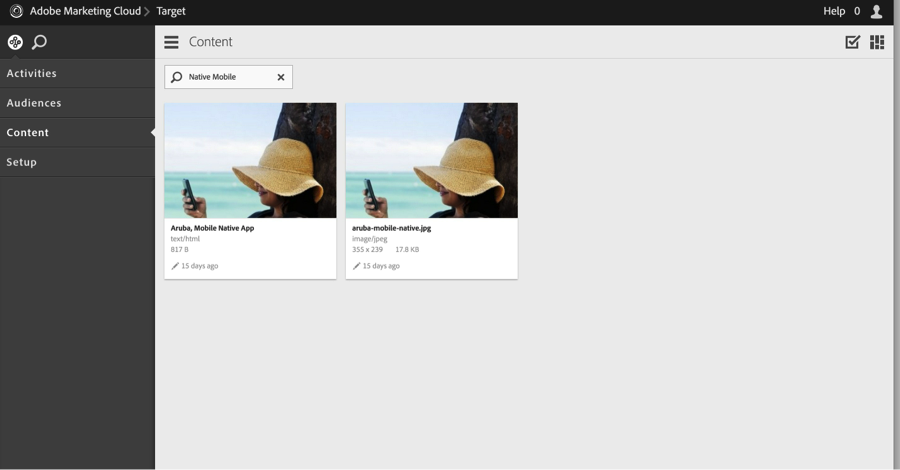 Adobe Marketing Cloud > Target
Help 0
Content
Activities
Audiences
Content
Setup
Native Mobile
Aruba, Mobile Native App
text/html
817 B
15 days ago
aruba-mobile-native.jpg
image/jpeg
355 x 239 17.8 KB
15 days ago